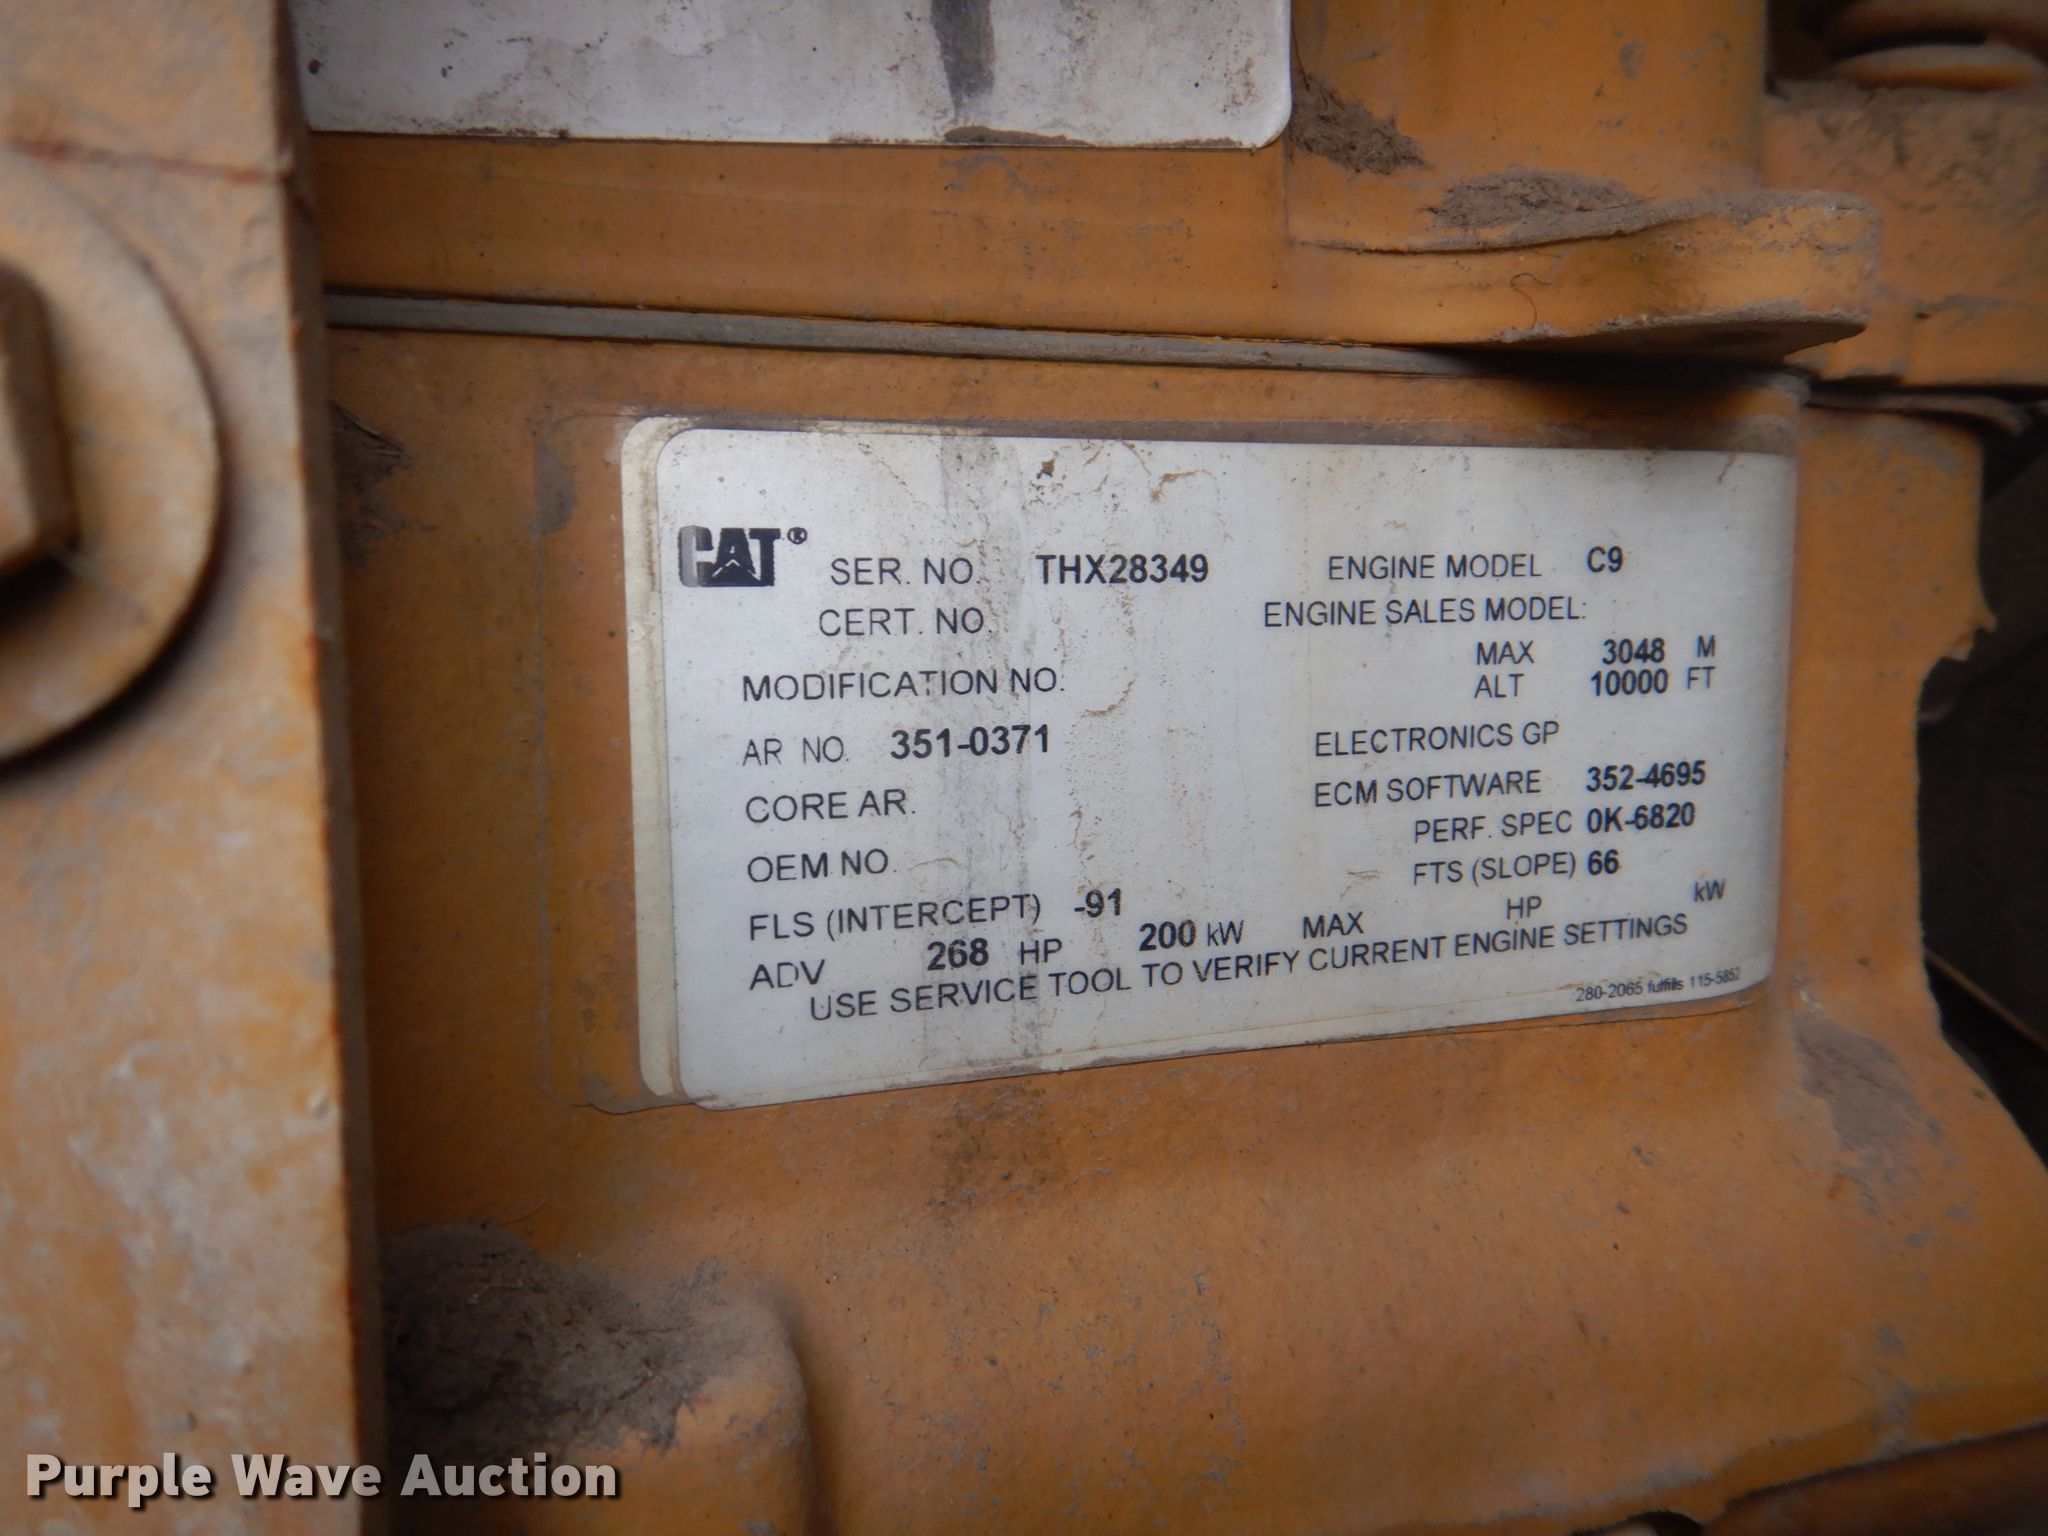 CAT® SER. NO. THX28349 ENGINE MODEL C9
CERT. NO. ENGINE SALES MODEL:
MAX 3048 M
MODIFICATION NO: ALT 10000 FT
AR NO. 351-0371 ELECTRONICS GP
CORE AR. ECM SOFTWARE 352-4695
PERF. SPEC 0K-6820
OEM NO. FTS (SLOPE) 66
FLS (INTERCEPT) -91
ADV 268 HP 200 kW MAX HP kW
USE SERVICE TOOL TO VERIFY CURRENT ENGINE SETTINGS
280-2065 fulfills 115-5852
Purple Wave Auction